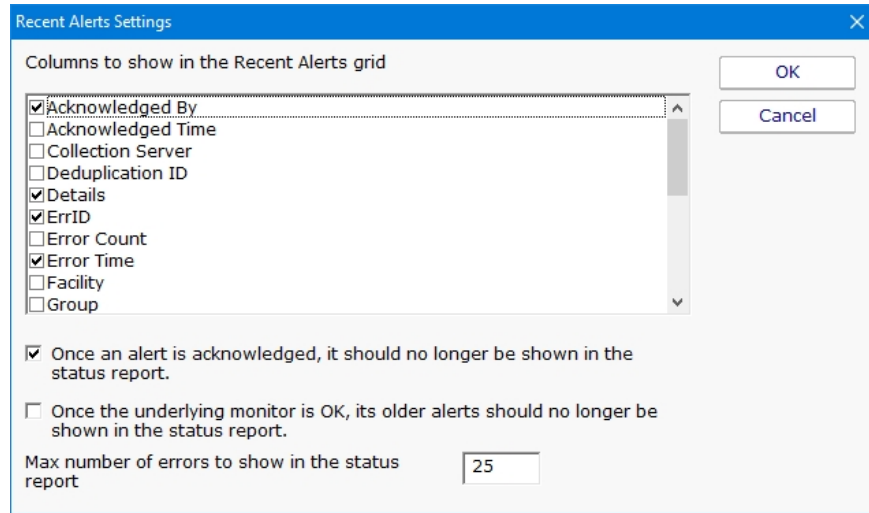 Recent Alerts Settings
Columns to show in the Recent Alerts grid
OK
Acknowledged By
Cancel
Acknowledged Time
Collection Server
Deduplication ID
Details
ErrID
Error Count
Error Time
Facility
Group
Once an alert is acknowledged, it should no longer be shown in the
status report.
Once the underlying monitor is OK, its older alerts should no longer be
shown in the status report.
Max number of errors to show in the status
report
25